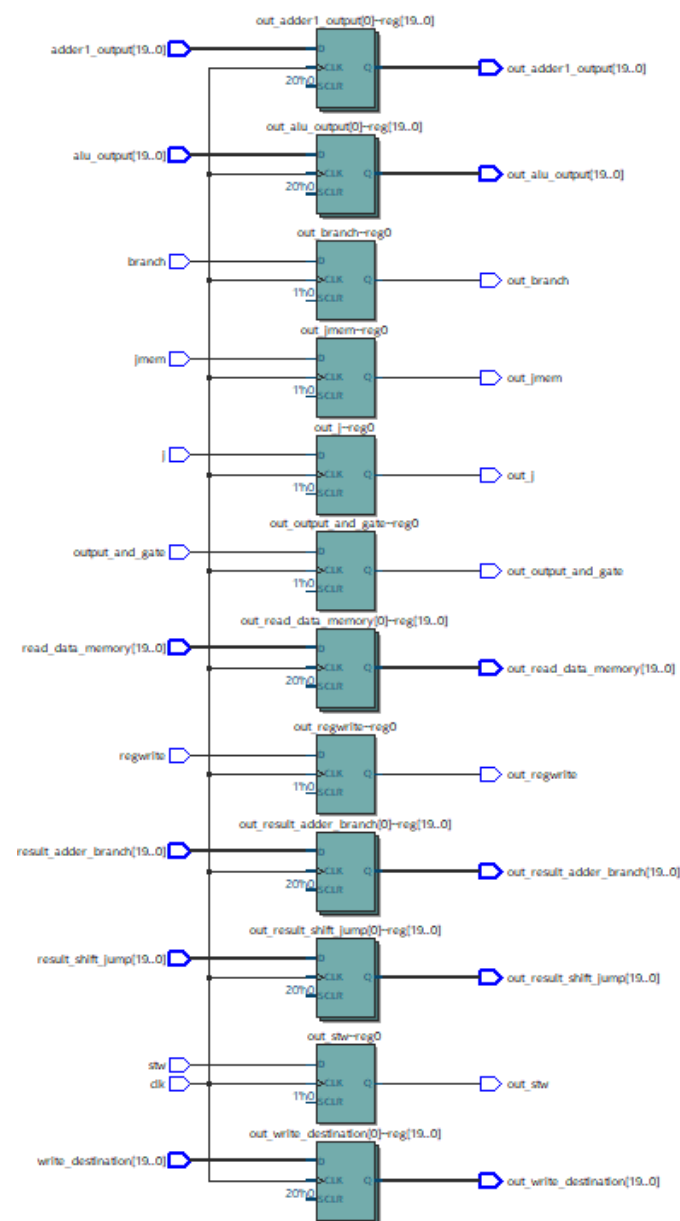 out_adder1_output[0]~reg[19..0]
adder1_output[19..0]
D
CLK
Q
20'h0
SCLR
out_adder1_output[19..0]
out_alu_output[0]~reg[19..0]
alu_output[19..0]
D
CLK
Q
20'h0
SCLR
out_alu_output[19..0]
out_branch~reg0
branch
D
CLK
Q
1'h0
SCLR
out_branch
out_jmem~reg0
jmem
D
CLK
Q
1'h0
SCLR
out_jmem
out_j~reg0
j
D
CLK
Q
1'h0
SCLR
out_j
out_output_and_gate~reg0
output_and_gate
D
CLK
Q
1'h0
SCLR
out_output_and_gate
out_read_data_memory[0]~reg[19..0]
read_data_memory[19..0]
D
CLK
Q
20'h0
SCLR
out_read_data_memory[19..0]
out_regwrite~reg0
regwrite
D
CLK
Q
1'h0
SCLR
out_regwrite
out_result_adder_branch[0]~reg[19..0]
result_adder_branch[19..0]
D
CLK
Q
20'h0
SCLR
out_result_adder_branch[19..0]
out_result_shift_jump[0]~reg[19..0]
result_shift_jump[19..0]
D
CLK
Q
20'h0
SCLR
out_result_shift_jump[19..0]
out_stw~reg0
stw
D
clk
CLK
Q
1'h0
SCLR
out_stw
out_write_destination[0]~reg[19..0]
write_destination[19..0]
D
CLK
Q
20'h0
SCLR
out_write_destination[19..0]